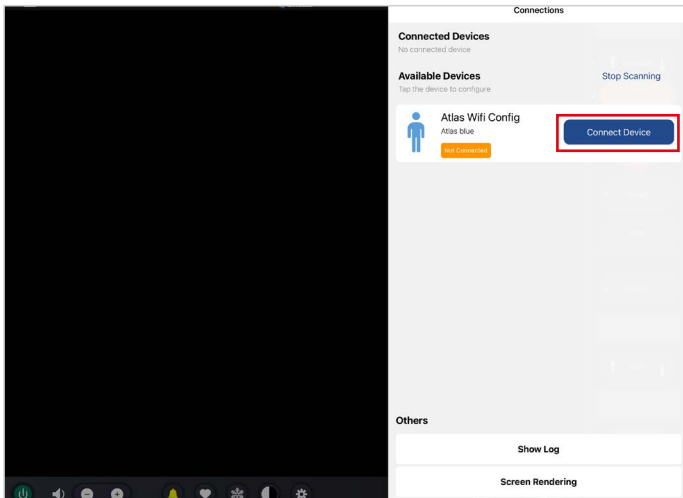 Connections
Connected Devices
No connected device
Available Devices
Stop Scanning
Tap the device to configure
Atlas Wifi Config
Atlas blue
Connect Device
Not Connected
Others
Show Log
Screen Rendering